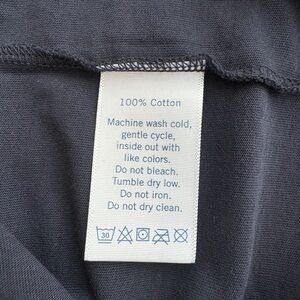 100% Cotton
Machine wash cold,
gentle cycle,
inside out with
like colors.
Do not bleach.
Tumble dry low.
Do not iron.
Do not dry clean.
30